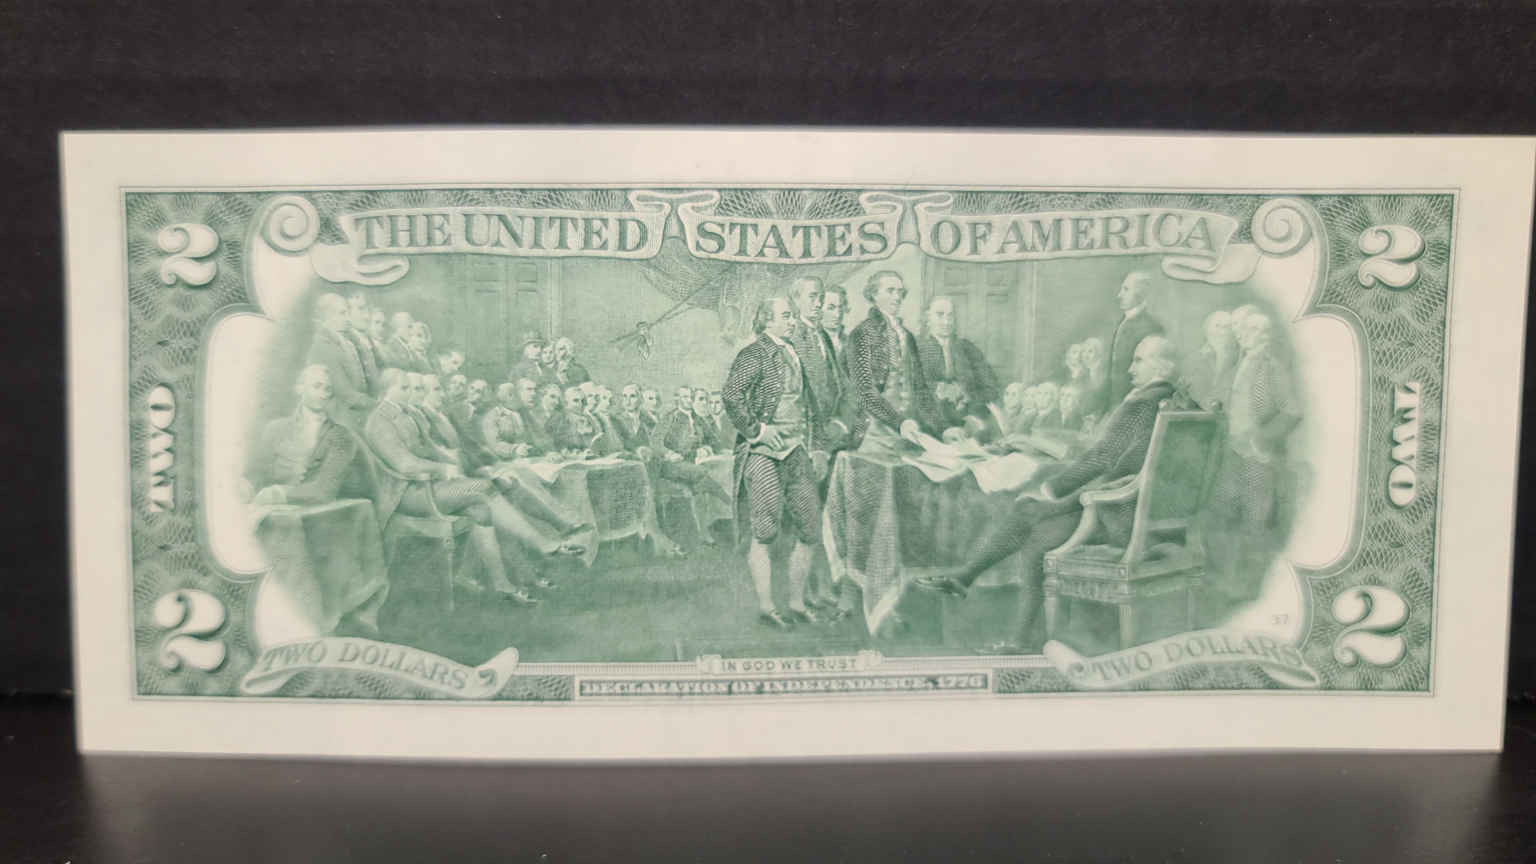 THE UNITED STATES OF AMERICA
2
2
TWO
TWO
2
2
37
TWO DOLLARS
IN GOD WE TRUST
TWO DOLLARS
DECLARATION OF INDEPENDENCE, 1776